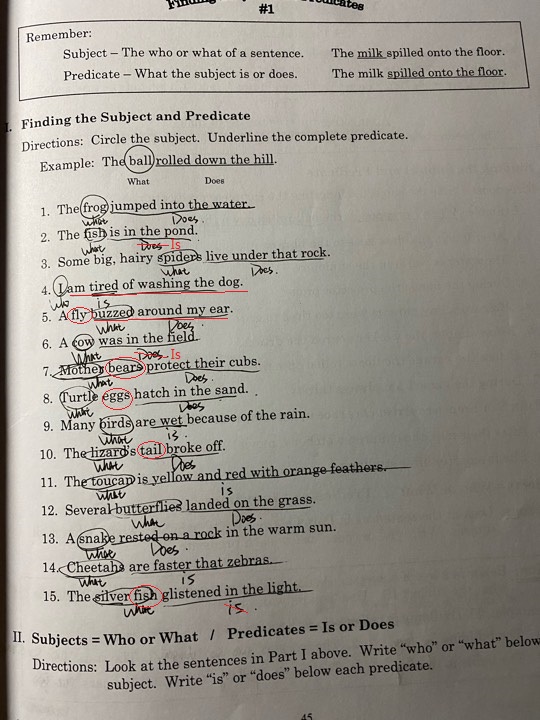 Finding
Predicates
#1
Remember:
Subject – The who or what of a sentence. The milk spilled onto the floor.
Predicate – What the subject is or does. The milk spilled onto the floor.
I. Finding the Subject and Predicate
Directions: Circle the subject. Underline the complete predicate.
Example: The ball rolled down the hill.
What Does
1. The frog jumped into the water.
What Does.
2. The fish is in the pond.
What Does Is
3. Some big, hairy spiders live under that rock.
What Does.
4. I am tired of washing the dog.
Who is
5. A fly buzzed around my ear.
What Does.
6. A cow was in the field.
What Does Is
7. Mother bears protect their cubs.
What Does.
8. Turtle eggs hatch in the sand.
What Does
9. Many birds are wet because of the rain.
What is.
10. The lizard's tail broke off.
What Does
11. The toucan is yellow and red with orange feathers.
What is
12. Several butterflies landed on the grass.
What Does.
13. A snake rested on a rock in the warm sun.
What Does.
14. Cheetahs are faster that zebras.
What is
15. The silver fish glistened in the light.
What is.
II. Subjects = Who or What / Predicates = Is or Does
Directions: Look at the sentences in Part I above. Write “who” or “what” below
subject. Write “is” or “does” below each predicate.
45